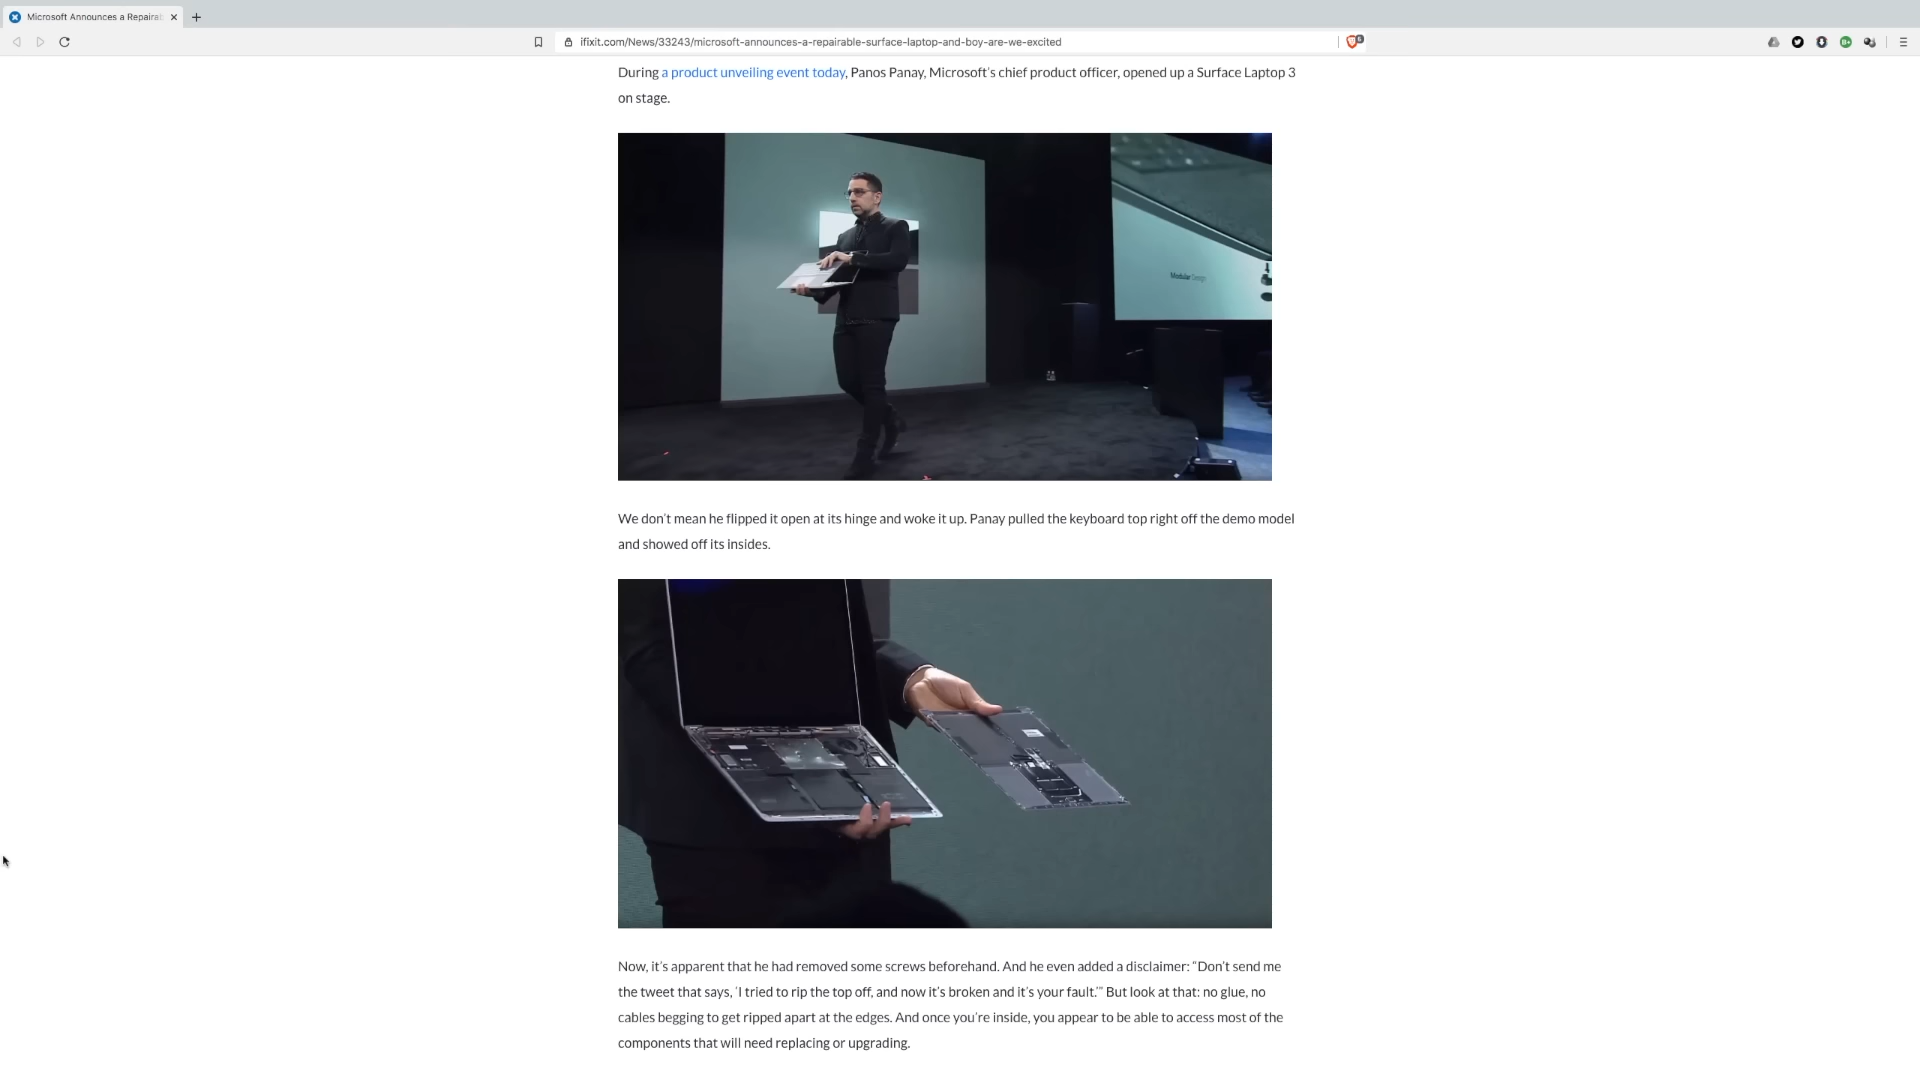 Microsoft Announces a Repairab
ifixit.com/News/33243/microsoft-announces-a-repairable-surface-laptop-and-boy-are-we-excited
During a product unveiling event today, Panos Panay, Microsoft's chief product officer, opened up a Surface Laptop 3
on stage.
Modular Design
We don't mean he flipped it open at its hinge and woke it up. Panay pulled the keyboard top right off the demo model
and showed off its insides.
Now, it's apparent that he had removed some screws beforehand. And he even added a disclaimer: “Don't send me
the tweet that says, ‘I tried to rip the top off, and now it's broken and it's your fault.’” But look at that: no glue, no
cables begging to get ripped apart at the edges. And once you're inside, you appear to be able to access most of the
components that will need replacing or upgrading.